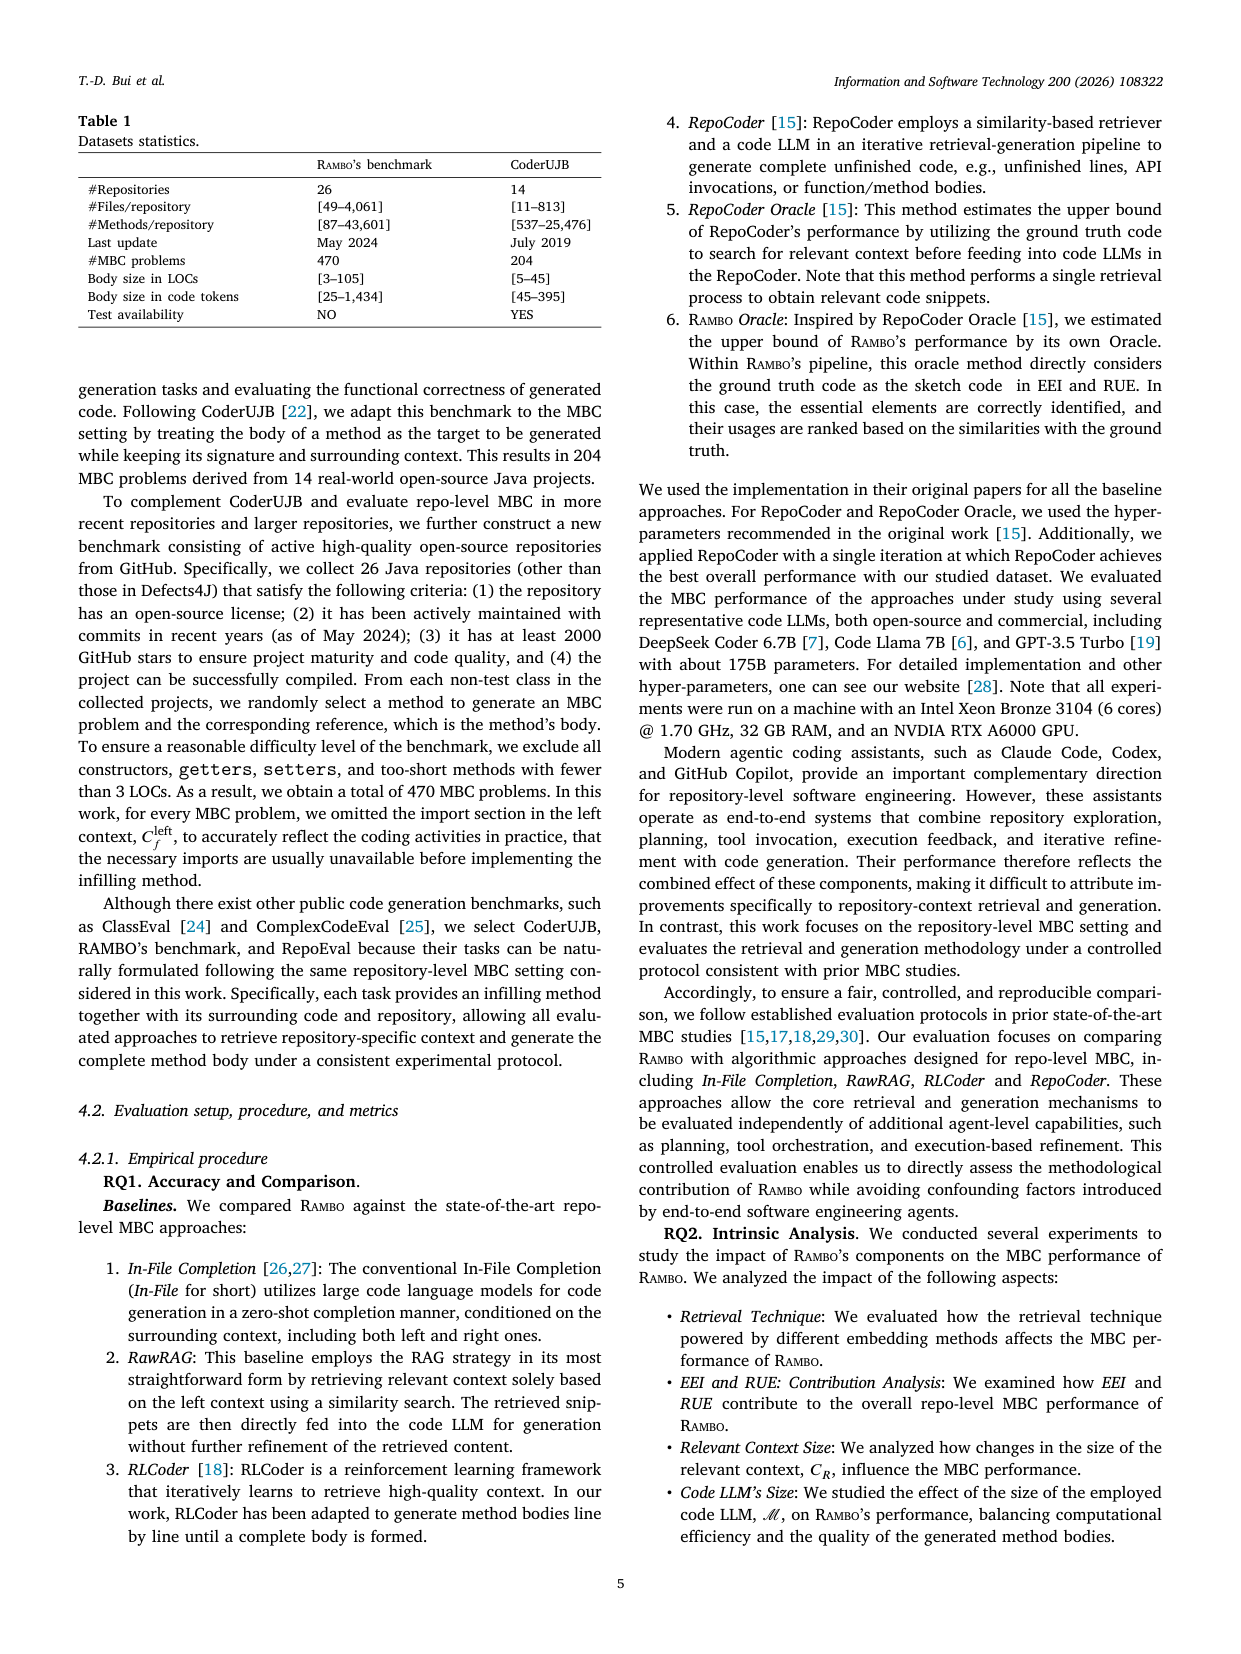 T.-D. Bui et al.
Information and Software Technology 200 (2026) 108322
Table 1
Datasets statistics.
RAMBO's benchmark CoderUJB
#Repositories 26 14
#Files/repository [49–4,061] [11–813]
#Methods/repository [87–43,601] [537–25,476]
Last update May 2024 July 2019
#MBC problems 470 204
Body size in LOCs [3–105] [5–45]
Body size in code tokens [25–1,434] [45–395]
Test availability NO YES
generation tasks and evaluating the functional correctness of generated
code. Following CoderUJB [22], we adapt this benchmark to the MBC
setting by treating the body of a method as the target to be generated
while keeping its signature and surrounding context. This results in 204
MBC problems derived from 14 real-world open-source Java projects.
To complement CoderUJB and evaluate repo-level MBC in more
recent repositories and larger repositories, we further construct a new
benchmark consisting of active high-quality open-source repositories
from GitHub. Specifically, we collect 26 Java repositories (other than
those in Defects4J) that satisfy the following criteria: (1) the repository
has an open-source license; (2) it has been actively maintained with
commits in recent years (as of May 2024); (3) it has at least 2000
GitHub stars to ensure project maturity and code quality, and (4) the
project can be successfully compiled. From each non-test class in the
collected projects, we randomly select a method to generate an MBC
problem and the corresponding reference, which is the method's body.
To ensure a reasonable difficulty level of the benchmark, we exclude all
constructors, getters, setters, and too-short methods with fewer
than 3 LOCs. As a result, we obtain a total of 470 MBC problems. In this
work, for every MBC problem, we omitted the import section in the left
context, C_f^left, to accurately reflect the coding activities in practice, that
the necessary imports are usually unavailable before implementing the
infilling method.
Although there exist other public code generation benchmarks, such
as ClassEval [24] and ComplexCodeEval [25], we select CoderUJB,
RAMBO's benchmark, and RepoEval because their tasks can be natu-
rally formulated following the same repository-level MBC setting con-
sidered in this work. Specifically, each task provides an infilling method
together with its surrounding code and repository, allowing all evalu-
ated approaches to retrieve repository-specific context and generate the
complete method body under a consistent experimental protocol.
4.2. Evaluation setup, procedure, and metrics
4.2.1. Empirical procedure
RQ1. Accuracy and Comparison.
Baselines. We compared RAMBO against the state-of-the-art repo-
level MBC approaches:
1. In-File Completion [26,27]: The conventional In-File Completion
(In-File for short) utilizes large code language models for code
generation in a zero-shot completion manner, conditioned on the
surrounding context, including both left and right ones.
2. RawRAG: This baseline employs the RAG strategy in its most
straightforward form by retrieving relevant context solely based
on the left context using a similarity search. The retrieved snip-
pets are then directly fed into the code LLM for generation
without further refinement of the retrieved content.
3. RLCoder [18]: RLCoder is a reinforcement learning framework
that iteratively learns to retrieve high-quality context. In our
work, RLCoder has been adapted to generate method bodies line
by line until a complete body is formed.
4. RepoCoder [15]: RepoCoder employs a similarity-based retriever
and a code LLM in an iterative retrieval-generation pipeline to
generate complete unfinished code, e.g., unfinished lines, API
invocations, or function/method bodies.
5. RepoCoder Oracle [15]: This method estimates the upper bound
of RepoCoder's performance by utilizing the ground truth code
to search for relevant context before feeding into code LLMs in
the RepoCoder. Note that this method performs a single retrieval
process to obtain relevant code snippets.
6. RAMBO Oracle: Inspired by RepoCoder Oracle [15], we estimated
the upper bound of RAMBO's performance by its own Oracle.
Within RAMBO's pipeline, this oracle method directly considers
the ground truth code as the sketch code in EEI and RUE. In
this case, the essential elements are correctly identified, and
their usages are ranked based on the similarities with the ground
truth.
We used the implementation in their original papers for all the baseline
approaches. For RepoCoder and RepoCoder Oracle, we used the hyper-
parameters recommended in the original work [15]. Additionally, we
applied RepoCoder with a single iteration at which RepoCoder achieves
the best overall performance with our studied dataset. We evaluated
the MBC performance of the approaches under study using several
representative code LLMs, both open-source and commercial, including
DeepSeek Coder 6.7B [7], Code Llama 7B [6], and GPT-3.5 Turbo [19]
with about 175B parameters. For detailed implementation and other
hyper-parameters, one can see our website [28]. Note that all experi-
ments were run on a machine with an Intel Xeon Bronze 3104 (6 cores)
@ 1.70 GHz, 32 GB RAM, and an NVDIA RTX A6000 GPU.
Modern agentic coding assistants, such as Claude Code, Codex,
and GitHub Copilot, provide an important complementary direction
for repository-level software engineering. However, these assistants
operate as end-to-end systems that combine repository exploration,
planning, tool invocation, execution feedback, and iterative refine-
ment with code generation. Their performance therefore reflects the
combined effect of these components, making it difficult to attribute im-
provements specifically to repository-context retrieval and generation.
In contrast, this work focuses on the repository-level MBC setting and
evaluates the retrieval and generation methodology under a controlled
protocol consistent with prior MBC studies.
Accordingly, to ensure a fair, controlled, and reproducible compari-
son, we follow established evaluation protocols in prior state-of-the-art
MBC studies [15,17,18,29,30]. Our evaluation focuses on comparing
RAMBO with algorithmic approaches designed for repo-level MBC, in-
cluding In-File Completion, RawRAG, RLCoder and RepoCoder. These
approaches allow the core retrieval and generation mechanisms to
be evaluated independently of additional agent-level capabilities, such
as planning, tool orchestration, and execution-based refinement. This
controlled evaluation enables us to directly assess the methodological
contribution of RAMBO while avoiding confounding factors introduced
by end-to-end software engineering agents.
RQ2. Intrinsic Analysis. We conducted several experiments to
study the impact of RAMBO's components on the MBC performance of
RAMBO. We analyzed the impact of the following aspects:
• Retrieval Technique: We evaluated how the retrieval technique
powered by different embedding methods affects the MBC per-
formance of RAMBO.
• EEI and RUE: Contribution Analysis: We examined how EEI and
RUE contribute to the overall repo-level MBC performance of
RAMBO.
• Relevant Context Size: We analyzed how changes in the size of the
relevant context, C_R, influence the MBC performance.
• Code LLM's Size: We studied the effect of the size of the employed
code LLM, ℳ, on RAMBO's performance, balancing computational
efficiency and the quality of the generated method bodies.
5